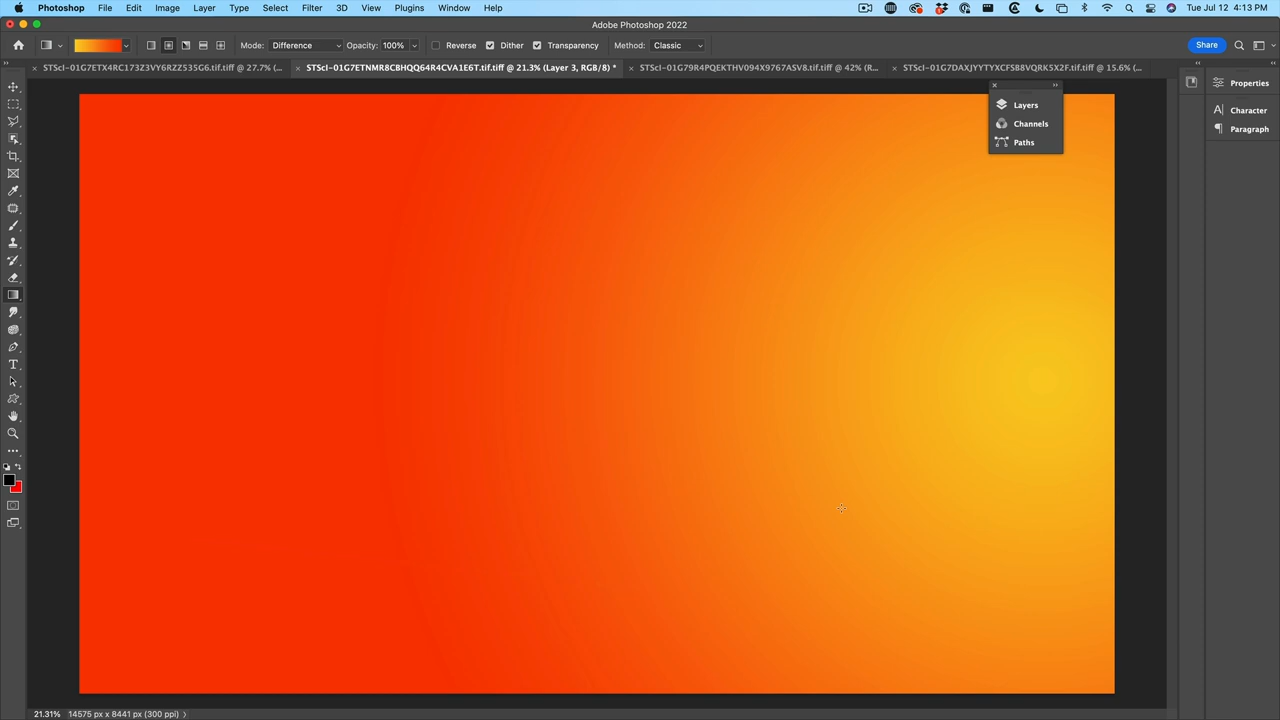 Photoshop File Edit Image Layer Type Select Filter 3D View Plugins Window Help Tue Jul 12 4:13 PM
Adobe Photoshop 2022
Mode: Difference Opacity: 100% Reverse Dither Transparency Method: Classic Share
STScI-01G7ETX4RC173Z3VY6RZZ535G6.tif.tiff @ 27.7% (... STScI-01G7ETNMR8CBHQQ64R4CVA1E6T.tif.tiff @ 21.3% (Layer 3, RGB/8) * STScI-01G79R4PQEKTHV094X9767ASV8.tif.tiff @ 42% (R... STScI-01G7DAXJYYTYXCFSB8VQRK5X2F.tif.tiff @ 15.6% (...
Layers
Channels
Paths
Properties
Character
Paragraph
21.31% 14575 px x 8441 px (300 ppi)